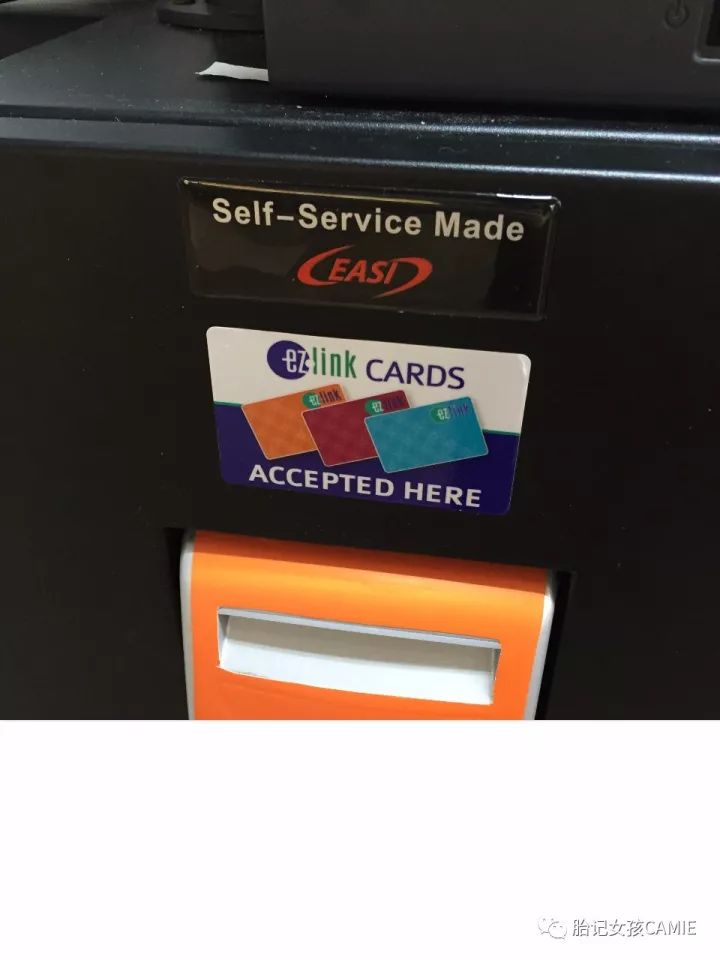 Self-Service Made
EASI
ez-link CARDS
ez-link
ez-link
ez-link
ACCEPTED HERE
胎记女孩CAMIE